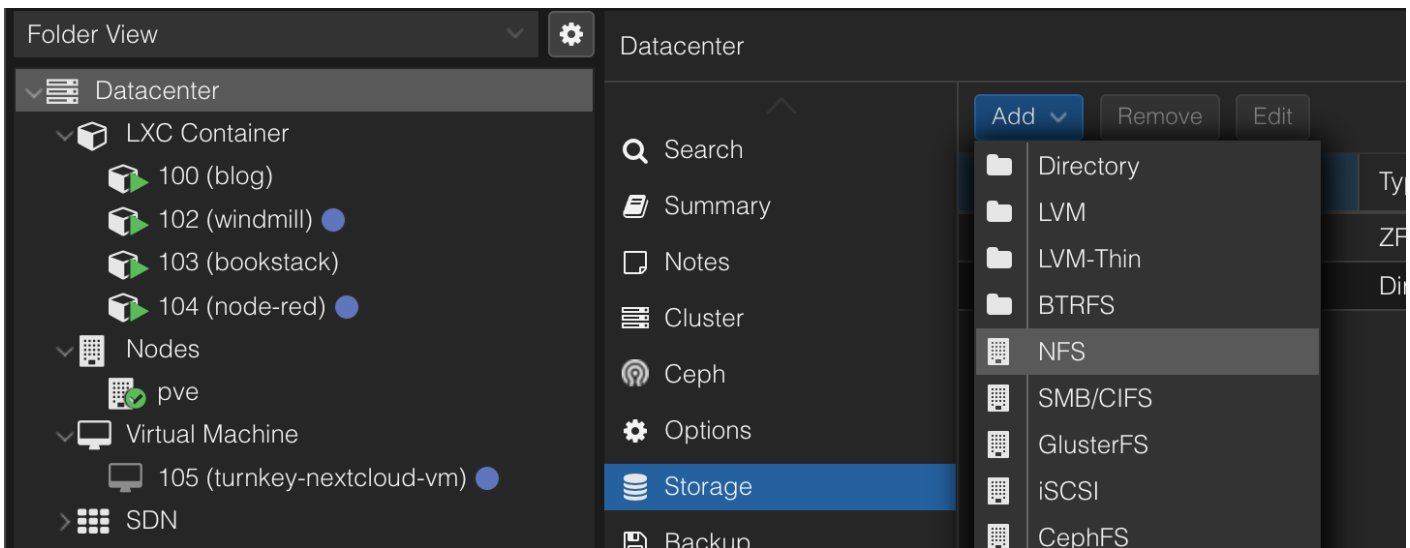 Folder View
Datacenter
LXC Container
100 (blog)
102 (windmill)
103 (bookstack)
104 (node-red)
Nodes
pve
Virtual Machine
105 (turnkey-nextcloud-vm)
SDN
Datacenter
Search
Summary
Notes
Cluster
Ceph
Options
Storage
Backup
Add Remove Edit
Directory
LVM
LVM-Thin
BTRFS
NFS
SMB/CIFS
GlusterFS
iSCSI
CephFS